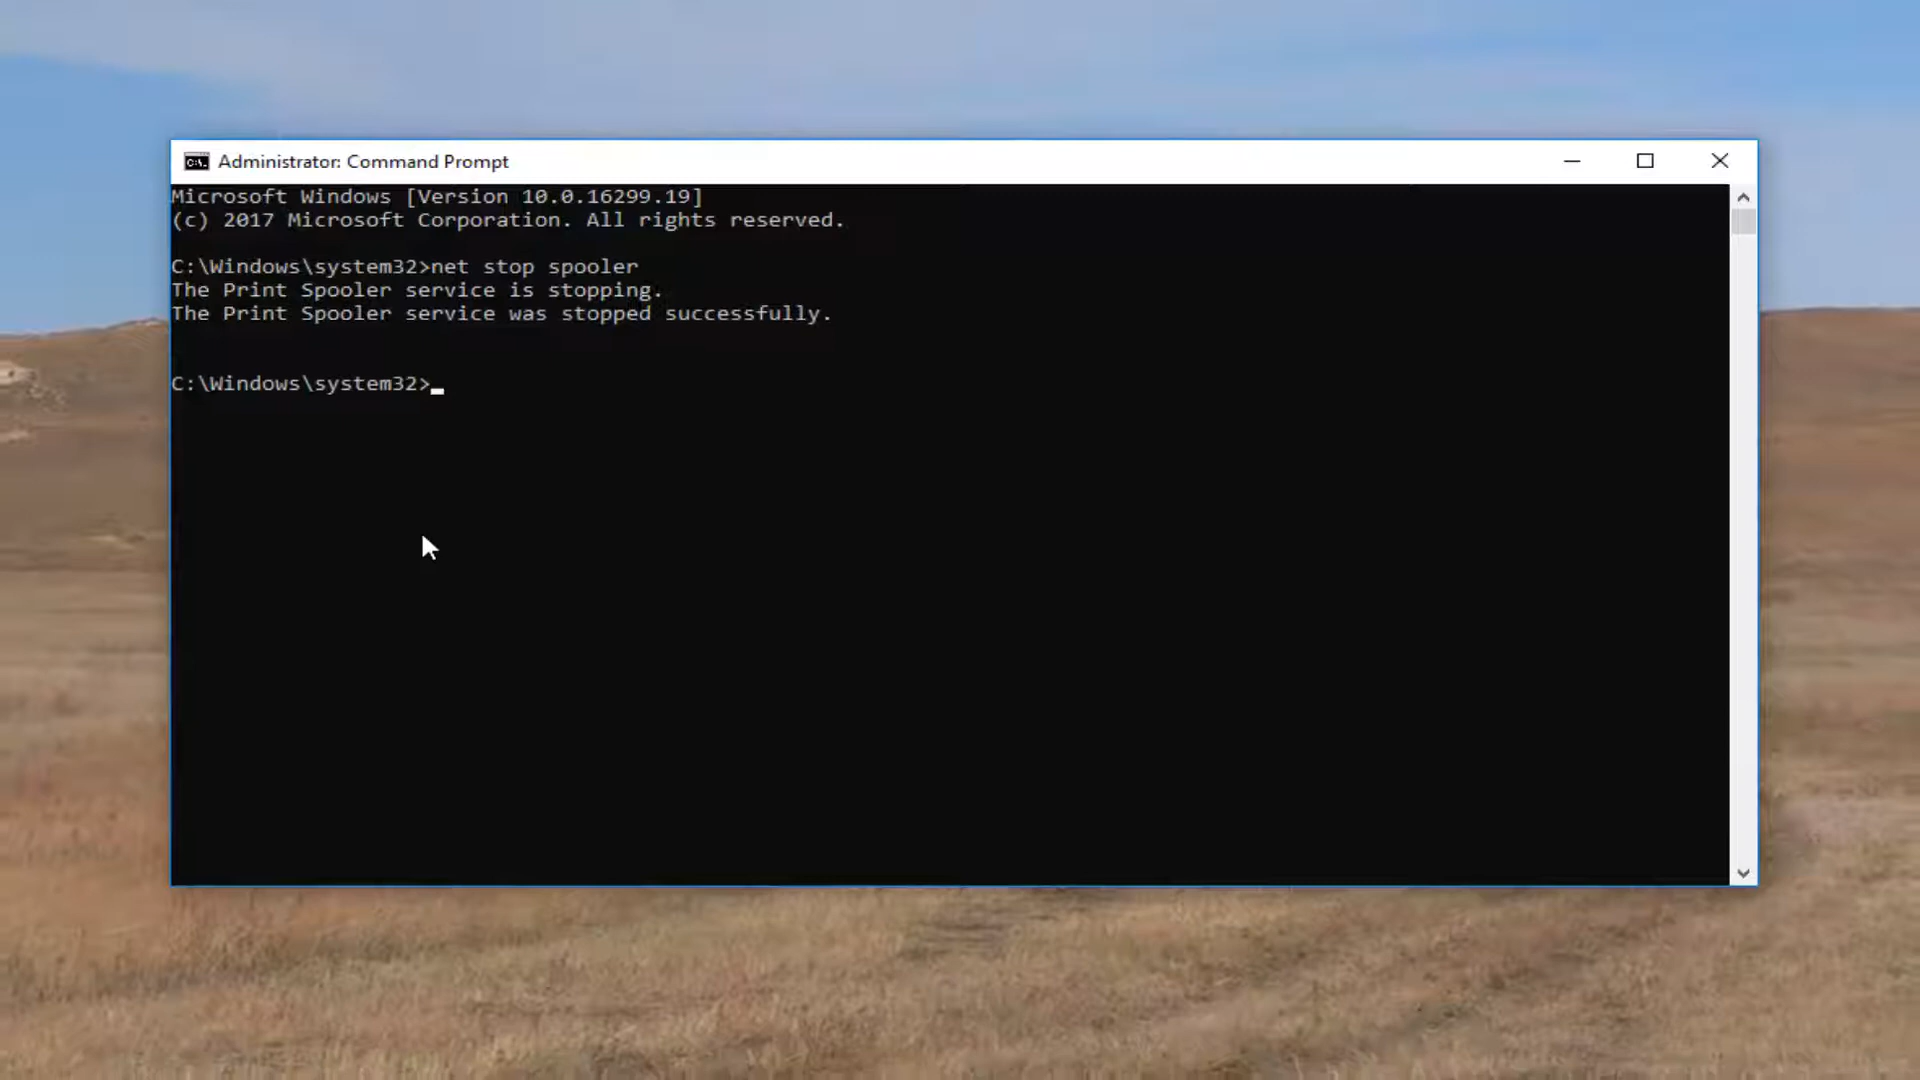 Administrator: Command Prompt
Microsoft Windows [Version 10.0.16299.19]
(c) 2017 Microsoft Corporation. All rights reserved.
C:\Windows\system32>net stop spooler
The Print Spooler service is stopping.
The Print Spooler service was stopped successfully.
C:\Windows\system32>